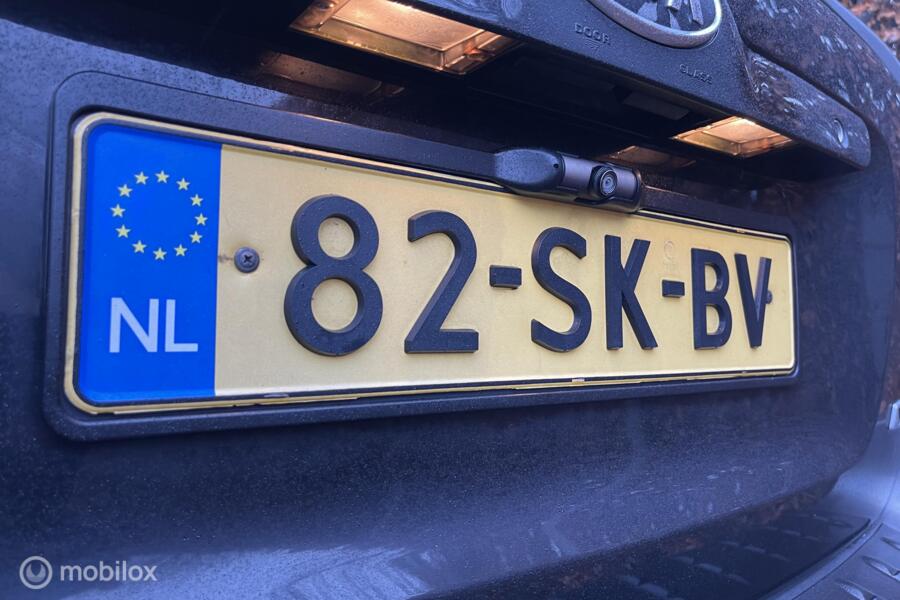 DOOR
GLASS
NL
82-SK-BV
mobilox